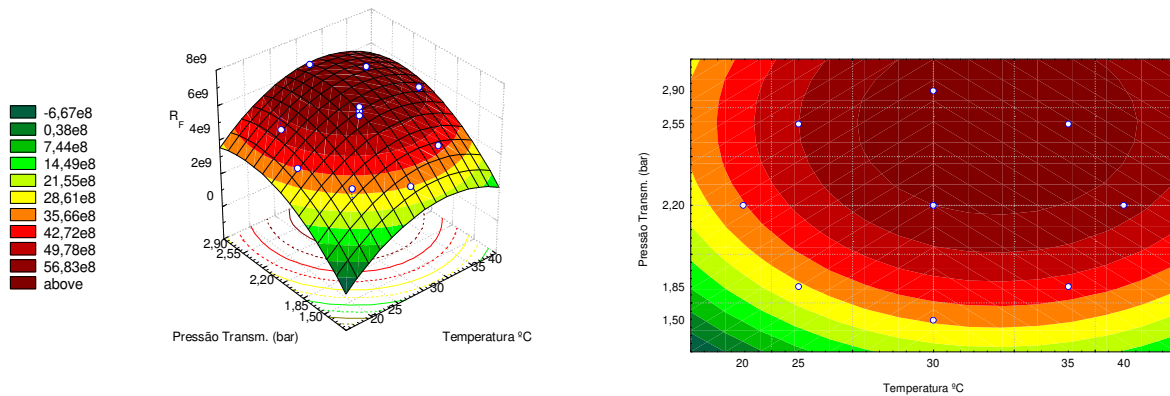 -6,67e8
0,38e8
7,44e8
14,49e8
21,55e8
28,61e8
35,66e8
42,72e8
49,78e8
56,83e8
above
8e9
6e9
4e9
2e9
0
R_F
2,90
2,55
2,20
1,85
1,50
20
25
30
35
40
Pressão Transm. (bar)
Temperatura ºC
Pressão Transm. (bar)
2,90
2,55
2,20
1,85
1,50
20 25 30 35 40
Temperatura ºC